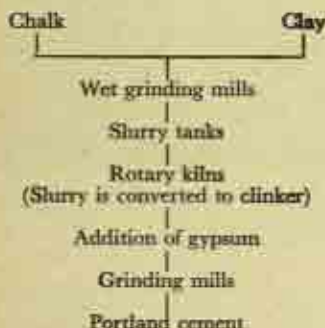 Chalk Clay
Wet grinding mills
Slurry tanks
Rotary kilns
(Slurry is converted to clinker)
Addition of gypsum
Grinding mills
Portland cement